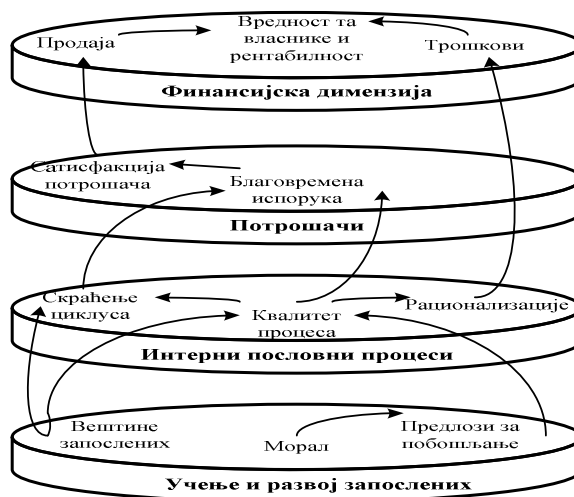 Вредност та
власнике и
рентабилност
Продаја
Трошкови
Финансијска димензија
Сатисфакција
потрошача
Благовремена
испорука
Потрошачи
Скраћење
циклуса
Квалитет
процеса
Рационализације
Интерни пословни процеси
Вештине
запослених
Морал
Предлози за
побошљање
Учење и развој запослених